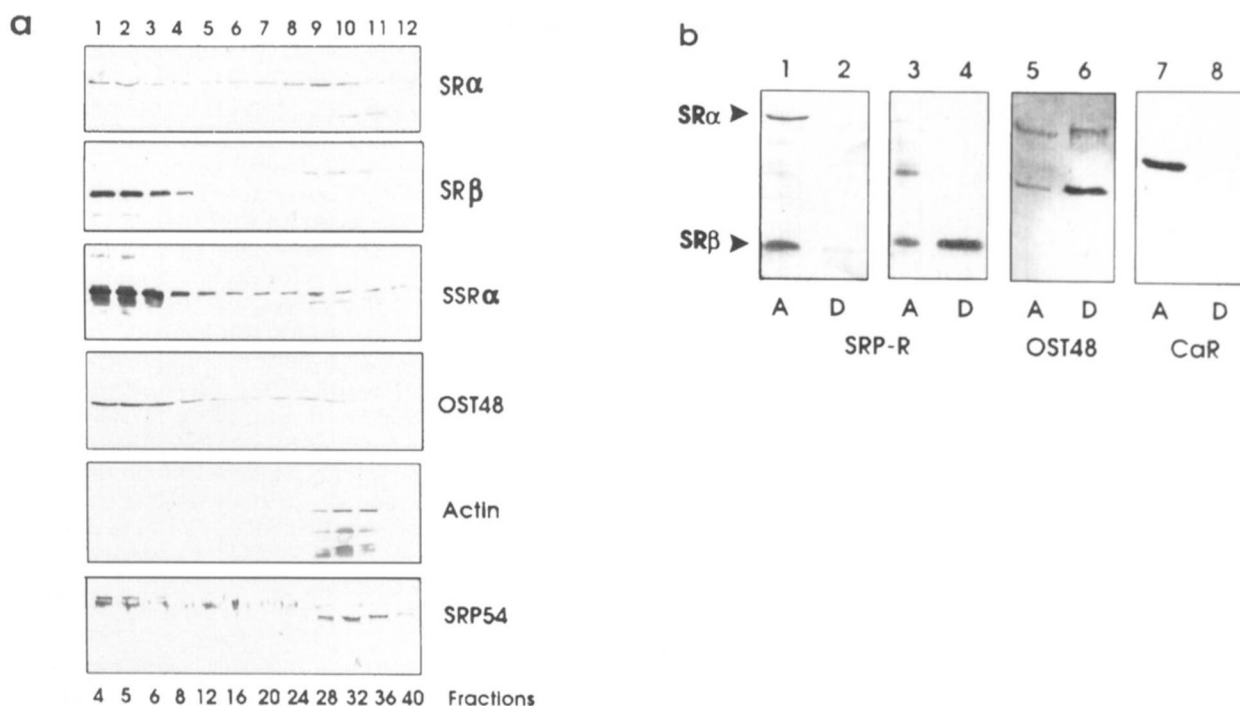 a
1 2 3 4 5 6 7 8 9 10 11 12
SRα
SRβ
SSRα
OST48
Actin
SRP54
4 5 6 8 12 16 20 24 28 32 36 40 Fractions
b
1 2 3 4 5 6 7 8
SRα
SRβ
A D A D A D A D
SRP-R OST48 CaR